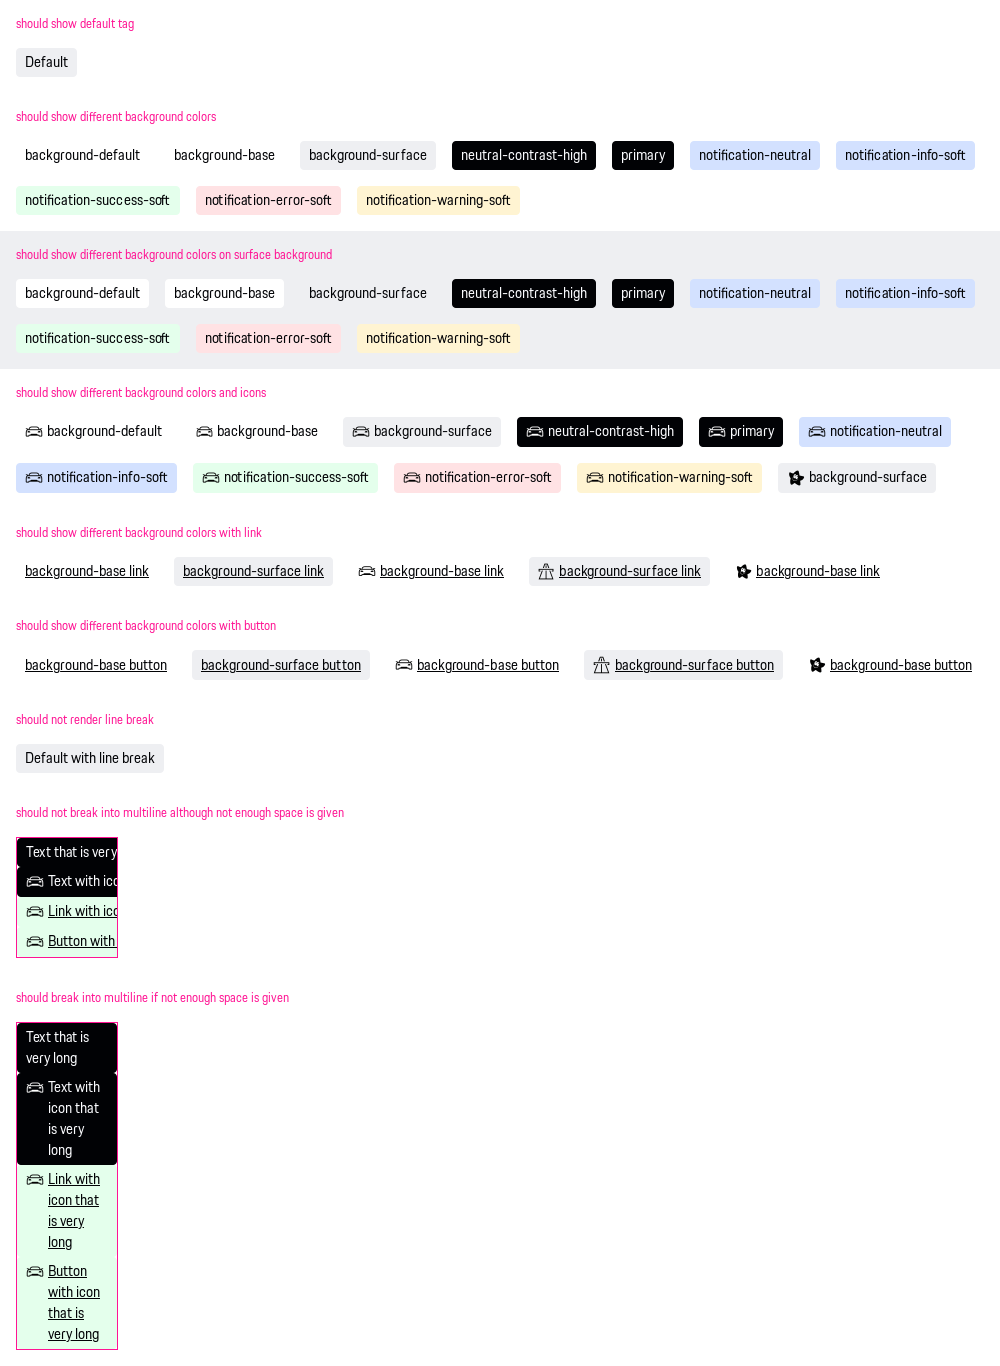 should show default tag
Default
should show different background colors
background-default background-base background-surface neutral-contrast-high primary notification-neutral notification-info-soft
notification-success-soft notification-error-soft notification-warning-soft
should show different background colors on surface background
background-default background-base background-surface neutral-contrast-high primary notification-neutral notification-info-soft
notification-success-soft notification-error-soft notification-warning-soft
should show different background colors and icons
background-default background-base background-surface neutral-contrast-high primary notification-neutral
notification-info-soft notification-success-soft notification-error-soft notification-warning-soft background-surface
should show different background colors with link
background-base link background-surface link background-base link background-surface link background-base link
should show different background colors with button
background-base button background-surface button background-base button background-surface button background-base button
should not render line break
Default with line break
should not break into multiline although not enough space is given
Text that is very
Text with ico
Link with ico
Button with
should break into multiline if not enough space is given
Text that is
very long
Text with
icon that
is very
long
Link with
icon that
is very
long
Button
with icon
that is
very long